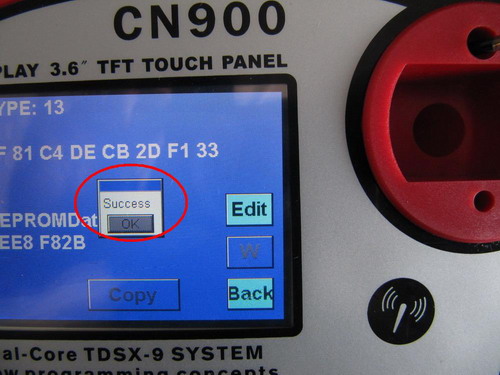 CN900
PLAY 3.6" TFT TOUCH PANEL
YPE: 13
F 81 C4 DE CB 2D F1 33
Success
OK
EPROMDat
EE8 F82B
Edit
W
Copy
Back
al-Core TDSX-9 SYSTEM
ew programming concepts